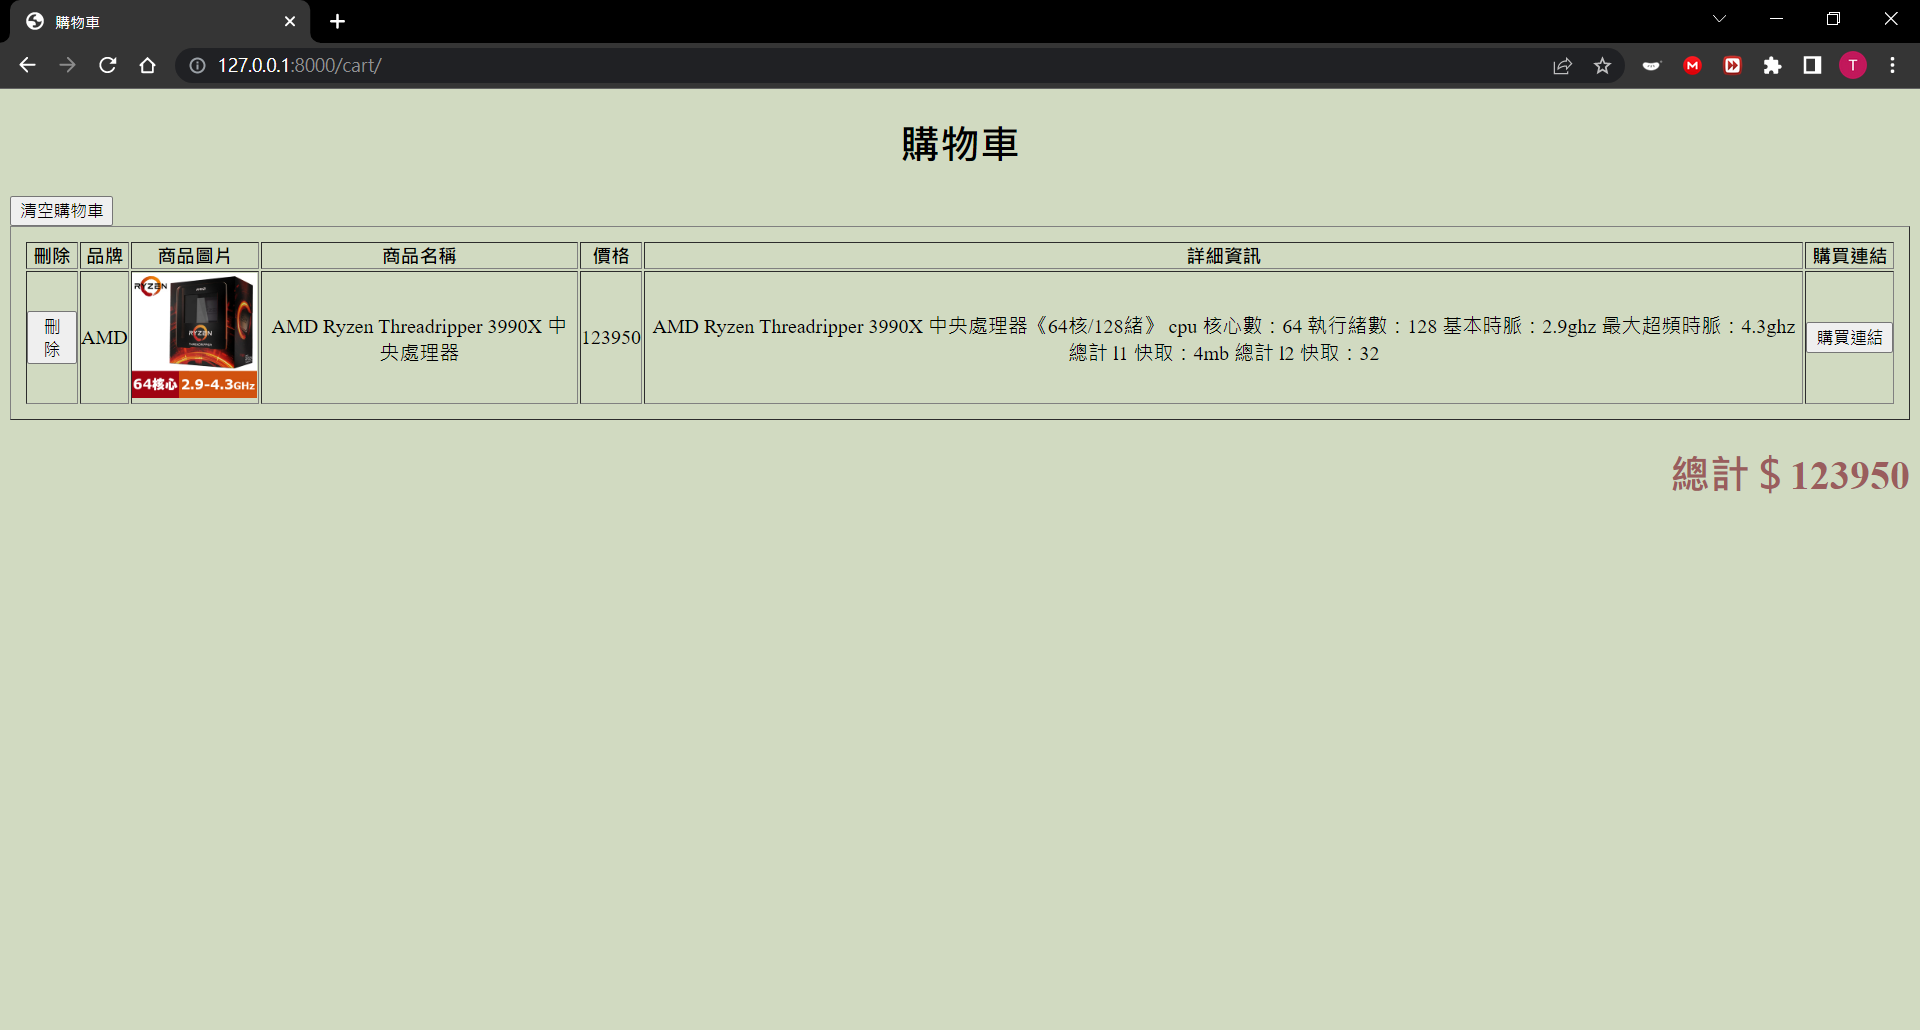 購物車
127.0.0.1:8000/cart/
T
購物車
清空購物車
刪除 品牌 商品圖片 商品名稱 價格 詳細資訊 購買連結
刪
除
AMD
RYZEN
RYZEN
64核心 2.9-4.3GHz
AMD Ryzen Threadripper 3990X 中
央處理器
123950
AMD Ryzen Threadripper 3990X 中央處理器《64核/128緒》 cpu 核心數：64 執行緒數：128 基本時脈：2.9ghz 最大超頻時脈：4.3ghz
總計 l1 快取：4mb 總計 l2 快取：32
購買連結
總計＄123950